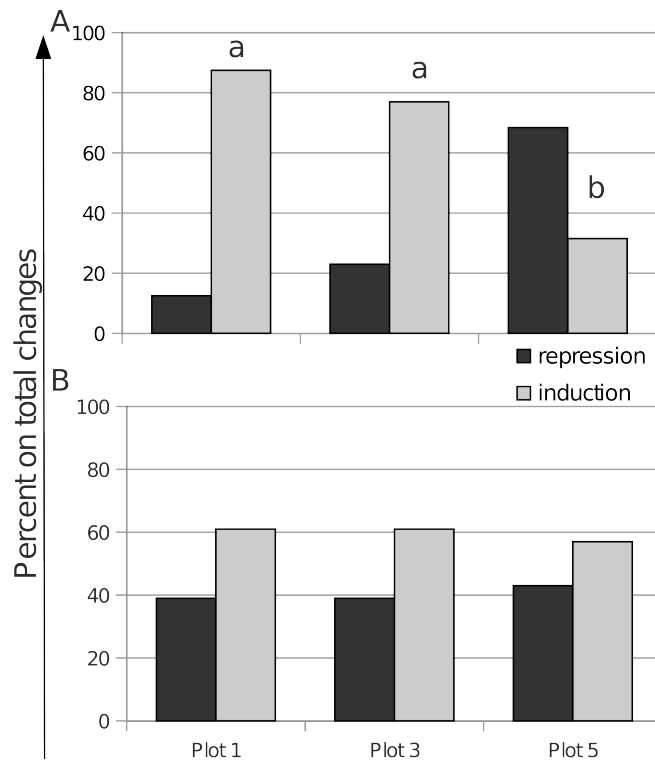 A
Percent on total changes
100
80
60
40
20
0
a
a
b
repression
induction
B
100
80
60
40
20
0
Plot 1
Plot 3
Plot 5